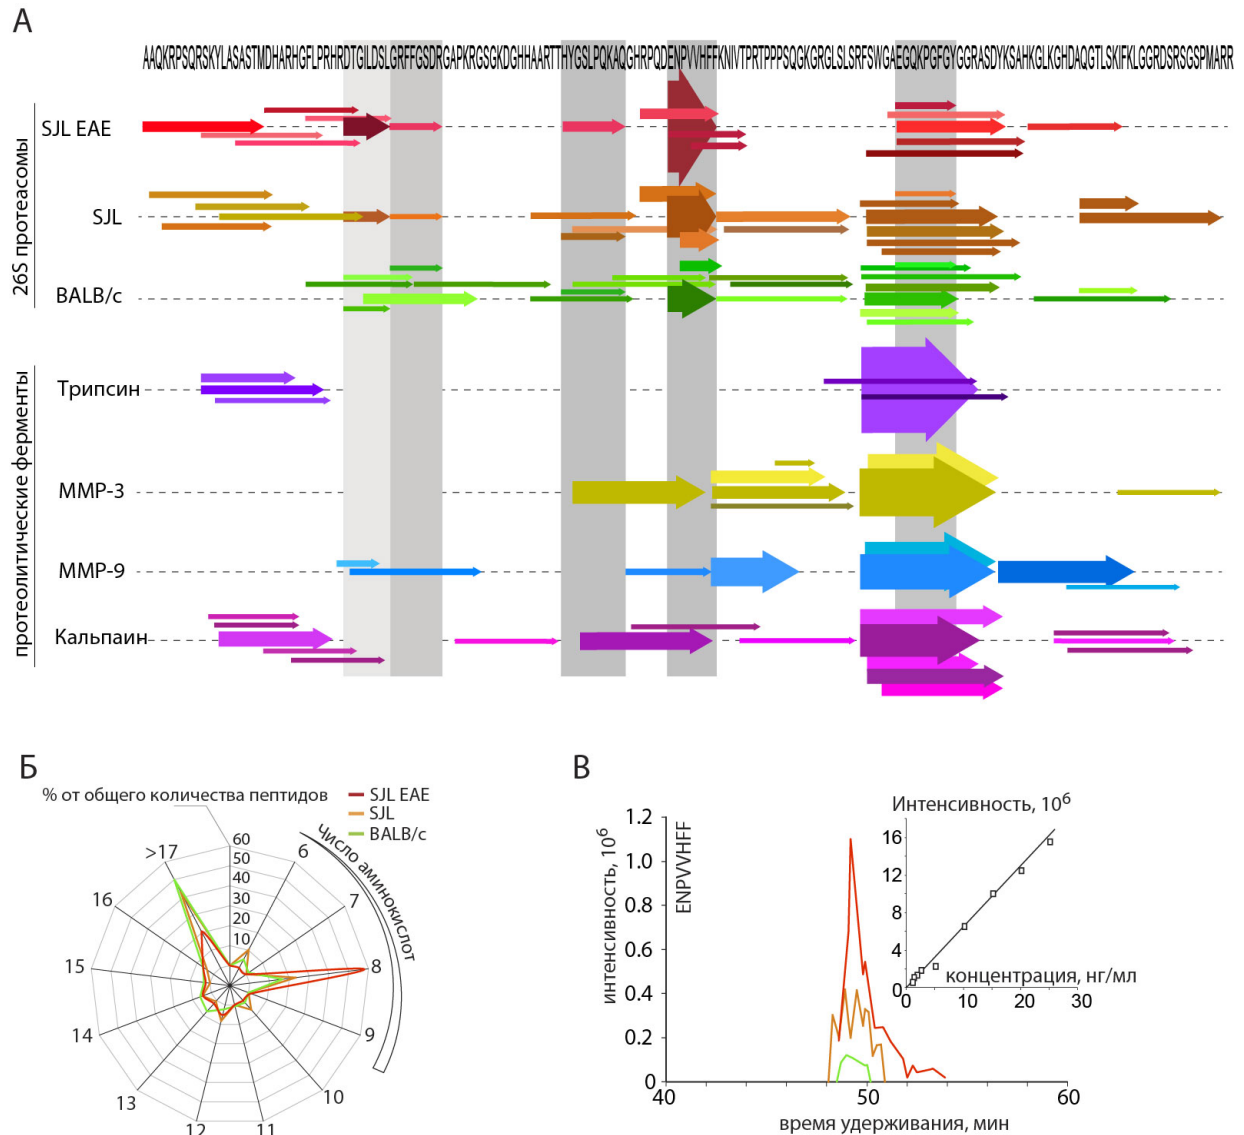 А
AAQKRPSQRSKYLASASTMDHARHGFLPRHRDTGILDSLGRFFGSDRGAPKRGSGKDGHHAARTTHYGSLPQKAQGHRPQDENPVVHFFKNIVTPRTPPPSQGKGRGLSLSRFSWGAEGQKPGFGYGGRASDYKSAHKGLKGHDAQGTLSKIFKLGGRDSRSGSPMARR
26S протеасомы
SJL EAE
SJL
BALB/c
протеолитические ферменты
Трипсин
MMP-3
MMP-9
Кальпаин
Б
% от общего количества пептидов
SJL EAE
SJL
BALB/c
Число аминокислот
60
50
40
30
20
10
6
7
8
9
10
11
12
13
14
15
16
>17
В
интенсивность, 10⁶
ENPVVHFF
1.2
1.0
0.8
0.6
0.4
0.2
0
40
50
60
время удерживания, мин
Интенсивность, 10⁶
16
12
8
4
0
0
10
20
30
концентрация, нг/мл